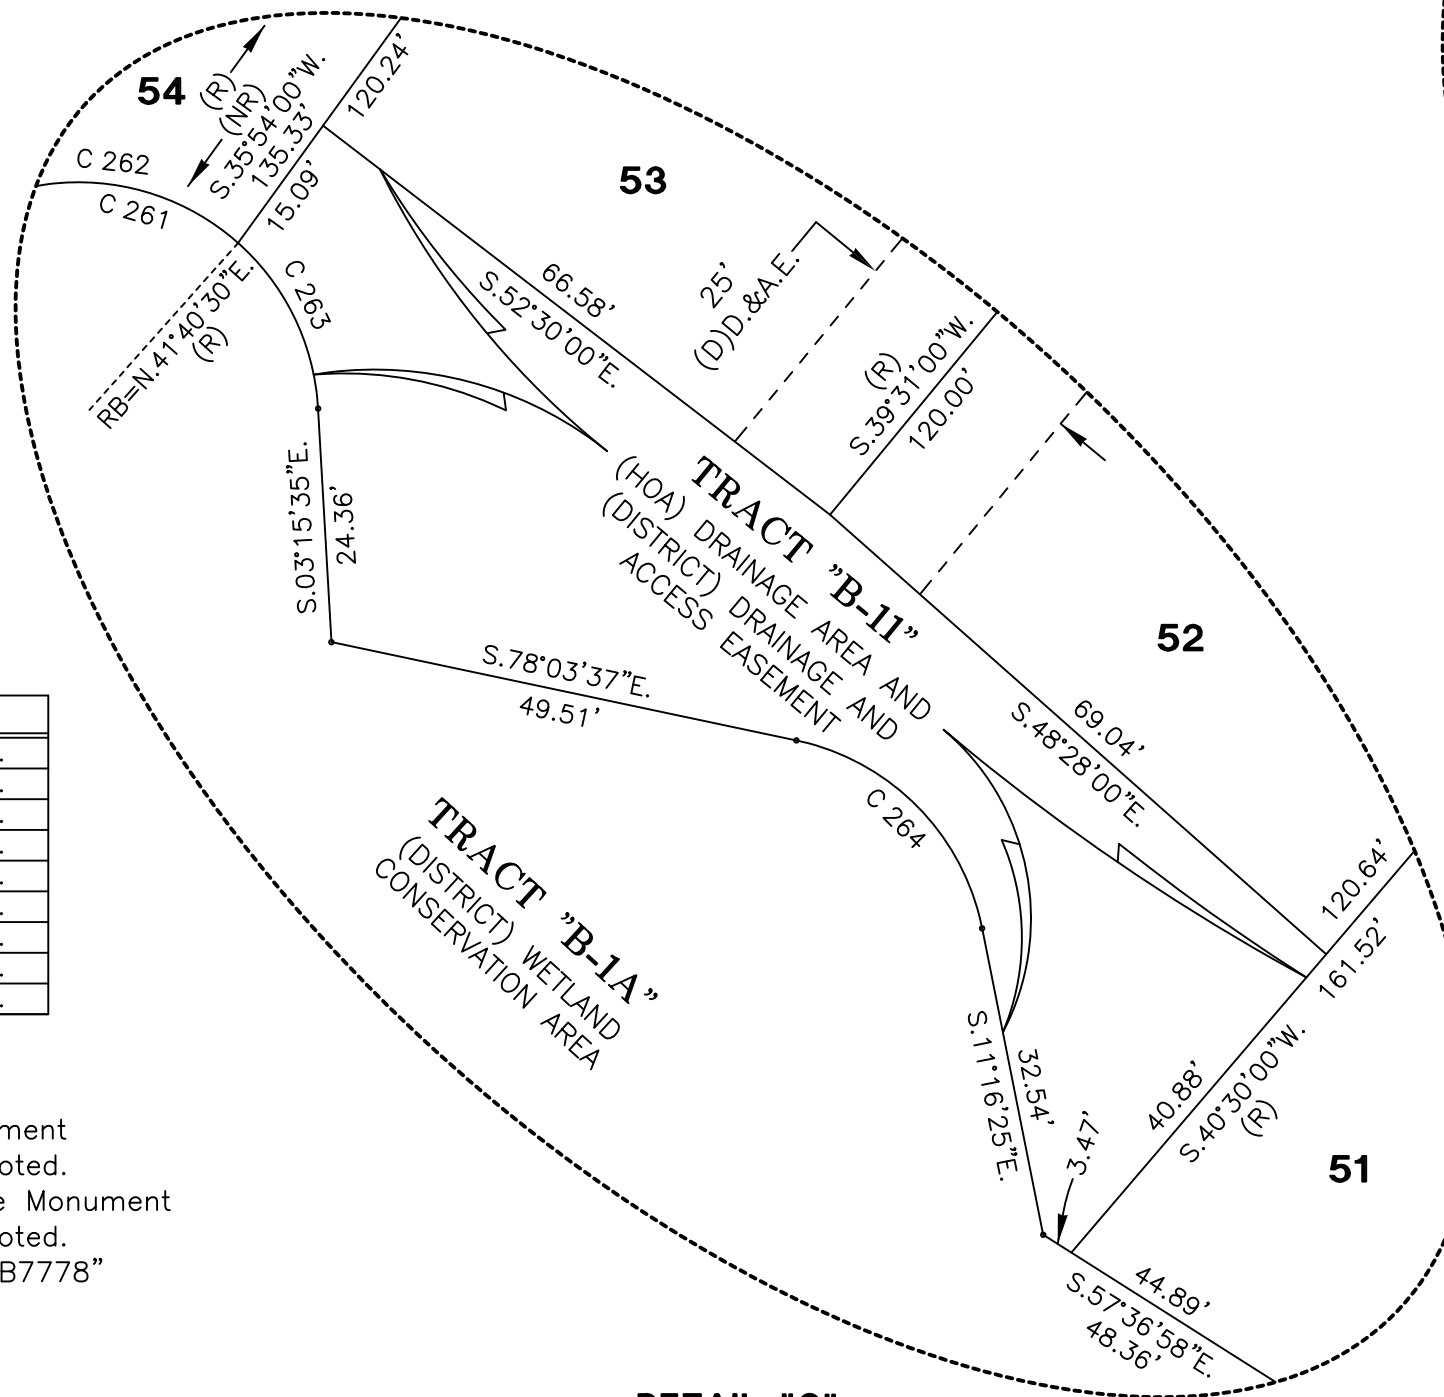 54
(R)
(NR)
S.35°54'00"W.
135.33'
120.24'
15.09'
C 262
C 261
C 263
RB=N.41°40'30"E.
(R)
53
66.58'
S.52°30'00"E.
25'
(D)D.&A.E.
(R)
S.39°31'00"W.
120.00'
S.03°15'35"E.
24.36'
TRACT "B-11"
(HOA) DRAINAGE AREA AND
(DISTRICT) DRAINAGE AND
ACCESS EASEMENT
52
S.78°03'37"E.
49.51'
69.04'
S.48°28'00"E.
C 264
TRACT "B-1A"
(DISTRICT) WETLAND
CONSERVATION AREA
120.64'
161.52'
S.11°16'25"E.
32.54'
3.47'
40.88'
S.40°30'00"W.
(R)
51
44.89'
S.57°36'58"E.
48.36'
ment
oted.
e Monument
oted.
B7778"